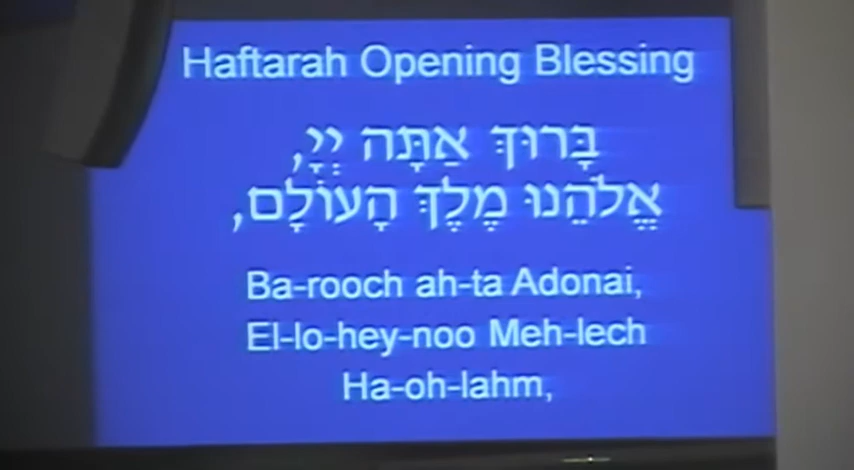 Haftarah Opening Blessing
בָּרוּךְ אַתָּה יְיָ,
אֱלֹהֵנוּ מֶלֶךְ הָעוֹלָם,
Ba-rooch ah-ta Adonai,
El-lo-hey-noo Meh-lech
Ha-oh-lahm,